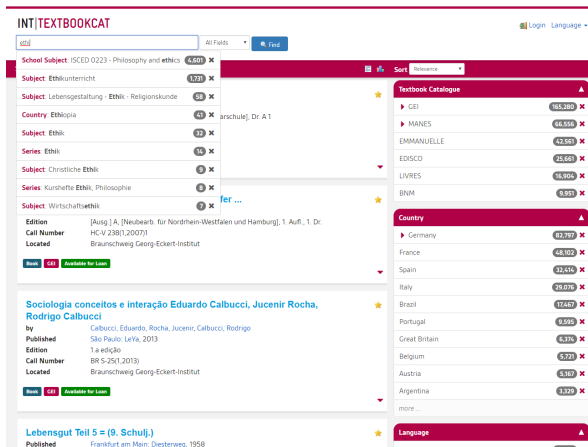 INT|TEXTBOOKCAT
Login Language
ethi
All Fields
Find
School Subject: ISCED 0223 - Philosophy and ethics 4,601
Subject: Ethikunterricht 1,731
Subject: Lebensgestaltung - Ethik - Religionskunde 58
Country: Ethiopia 41
Subject: Ethik 32
Series: Ethik 14
Subject: Christliche Ethik 9
Series: Kurshefte Ethik, Philosophie 8
Subject: Wirtschaftsethik 7
Sort Relevance
arschule], Dr. A 1
fer ...
Edition [Ausg.] A, [Neubearb. für Nordrhein-Westfalen und Hamburg], 1. Aufl., 1. Dr.
Call Number HC-V 238(1,2007)1
Located Braunschweig Georg-Eckert-Institut
Book GEI Available for Loan
Sociologia conceitos e interação Eduardo Calbucci, Jucenir Rocha,
Rodrigo Calbucci
by Calbucci, Eduardo, Rocha, Jucenir, Calbucci, Rodrigo
Published São Paulo: LeYa, 2013
Edition 1.a edição
Call Number BR S-25(1,2013)
Located Braunschweig Georg-Eckert-Institut
Book GEI Available for Loan
Lebensgut Teil 5 = (9. Schulj.)
Published Frankfurt am Main: Diesterweg, 1958
Textbook Catalogue
GEI 165,280
MANES 66,556
EMMANUELLE 42,561
EDISCO 25,661
LIVRES 16,904
BNM 9,951
Country
Germany 82,797
France 48,102
Spain 32,414
Italy 29,076
Brazil 17,467
Portugal 9,595
Great Britain 6,374
Belgium 5,721
Austria 5,167
Argentina 3,329
more ...
Language